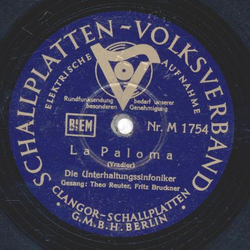 SCHALLPLATTEN-VOLKSVERBAND
ELEKTRISCHE AUFNAHME
Rundfunksendung bedarf unserer
besonderen Genehmigung
BIEM
Nr. M 1754
La Paloma
(Yradier)
Die Unterhaltungssinfoniker
Gesang: Theo Reuter, Fritz Bruckner
CLANGOR-SCHALLPLATTEN
G.M.B.H. BERLIN